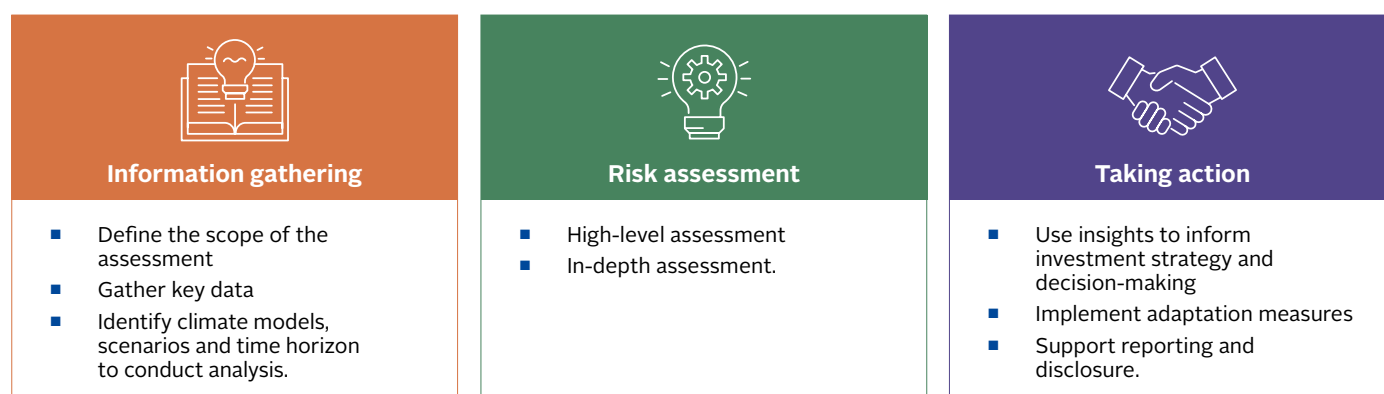 Information gathering
■ Define the scope of the
assessment
■ Gather key data
■ Identify climate models,
scenarios and time horizon
to conduct analysis.
Risk assessment
■ High-level assessment
■ In-depth assessment.
Taking action
■ Use insights to inform
investment strategy and
decision-making
■ Implement adaptation measures
■ Support reporting and
disclosure.